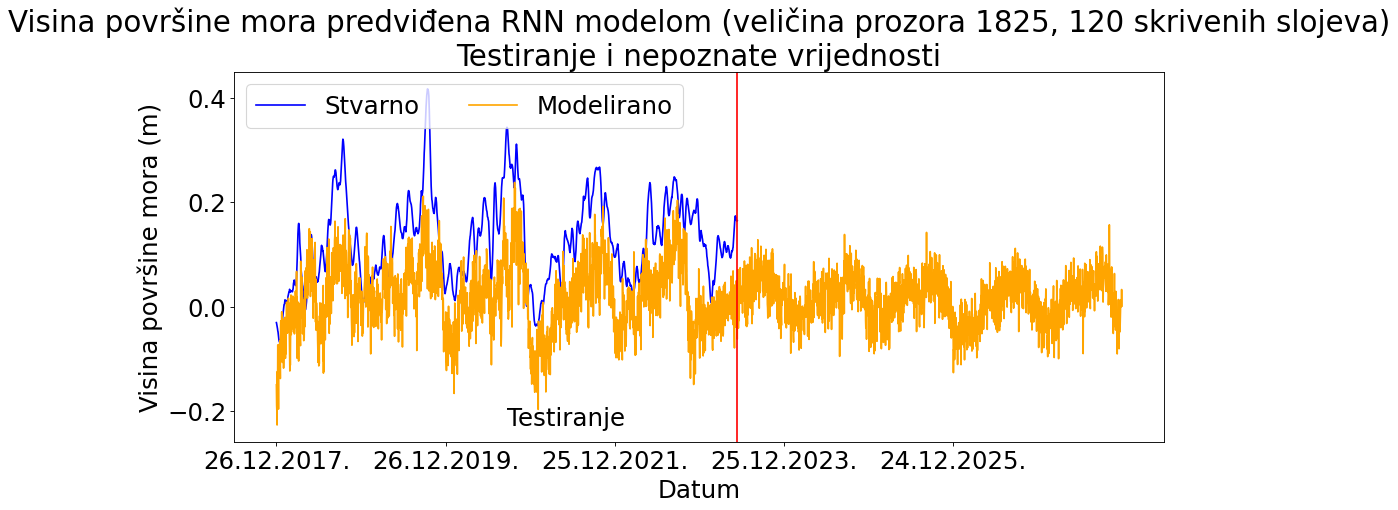 Visina površine mora predviđena RNN modelom (veličina prozora 1825, 120 skrivenih slojeva)
Testiranje i nepoznate vrijednosti
Stvarno
Modelirano
Visina površine mora (m)
0.4
0.2
0.0
−0.2
Testiranje
26.12.2017.
26.12.2019.
25.12.2021.
25.12.2023.
24.12.2025.
Datum